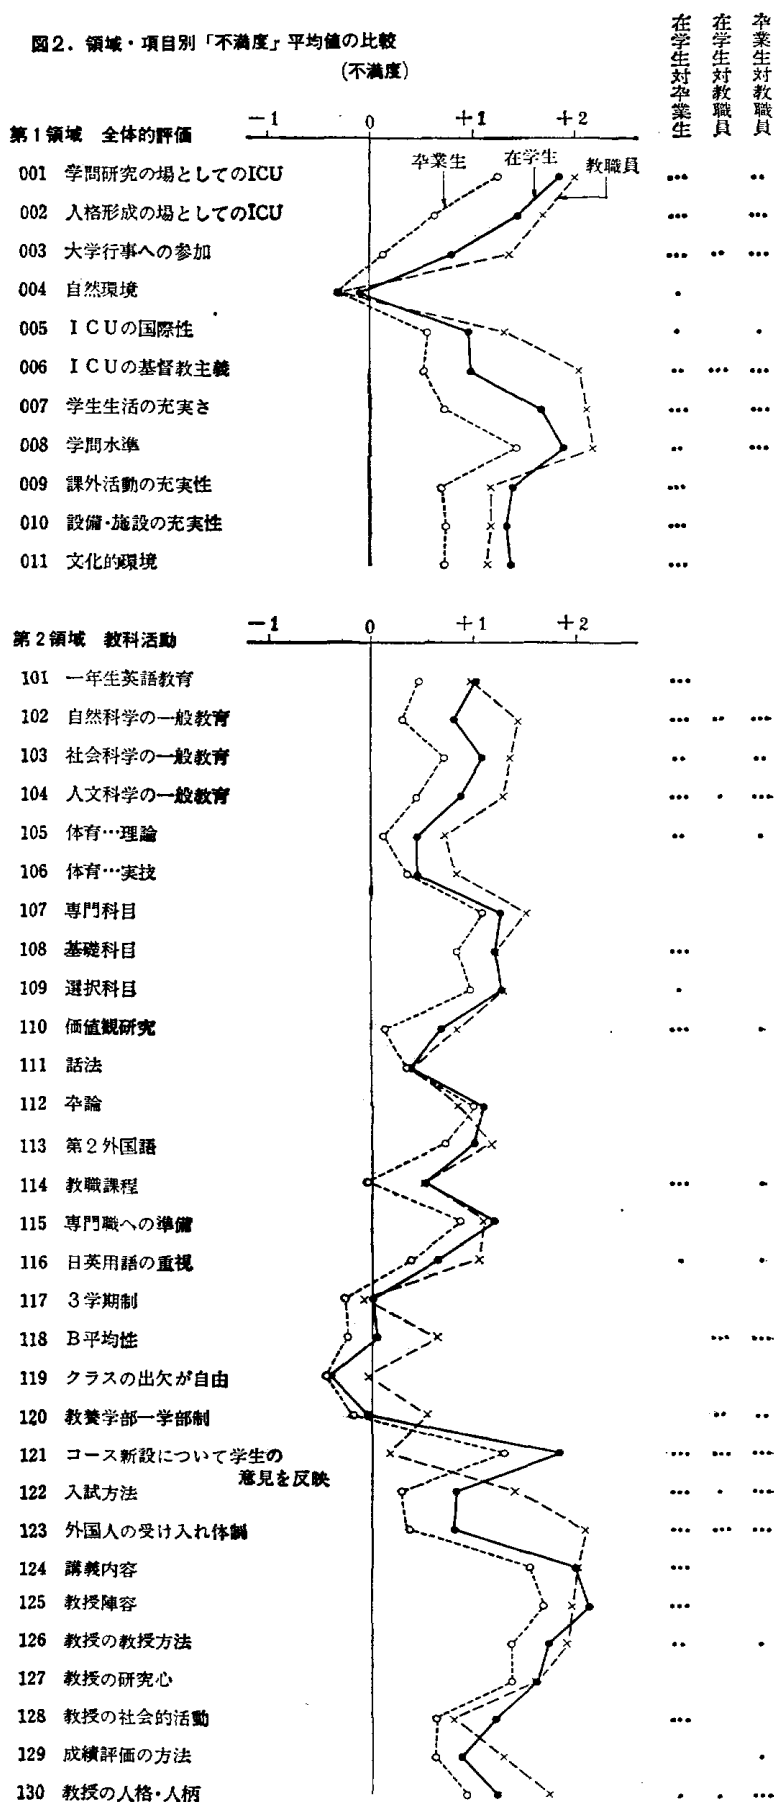 図2．領域・項目別「不満度」平均値の比較
(不満度)
在学生対卒業生
在学生対教職員
卒業生対教職員
−1 0 +1 +2
第1領域 全体的評価
卒業生 在学生 教職員
001 学問研究の場としてのICU
002 人格形成の場としてのICU
003 大学行事への参加
004 自然環境
005 ICUの国際性
006 ICUの基督教主義
007 学生生活の充実さ
008 学問水準
009 課外活動の充実性
010 設備・施設の充実性
011 文化的環境
−1 0 +1 +2
第2領域 教科活動
101 一年生英語教育
102 自然科学の一般教育
103 社会科学の一般教育
104 人文科学の一般教育
105 体育…理論
106 体育…実技
107 専門科目
108 基礎科目
109 選択科目
110 価値観研究
111 話法
112 卒論
113 第2外国語
114 教職課程
115 専門職への準備
116 日英用語の重視
117 3学期制
118 B平均性
119 クラスの出欠が自由
120 教養学部一学部制
121 コース新設について学生の
意見を反映
122 入試方法
123 外国人の受け入れ体制
124 講義内容
125 教授陣容
126 教授の教授方法
127 教授の研究心
128 教授の社会的活動
129 成績評価の方法
130 教授の人格・人柄